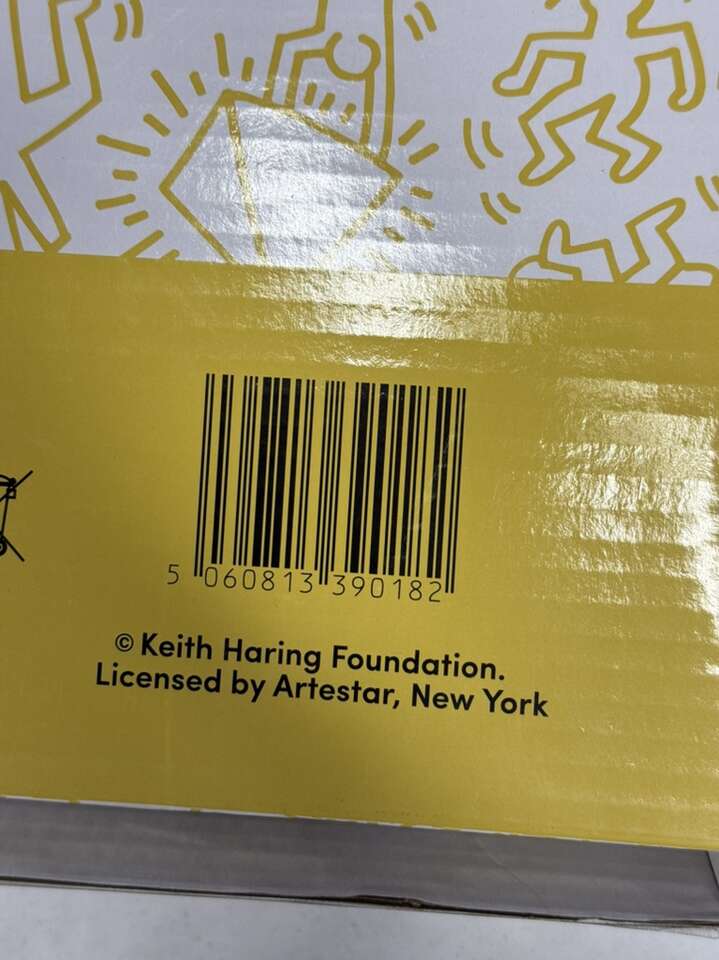 5 060813 390182
© Keith Haring Foundation.
Licensed by Artestar, New York